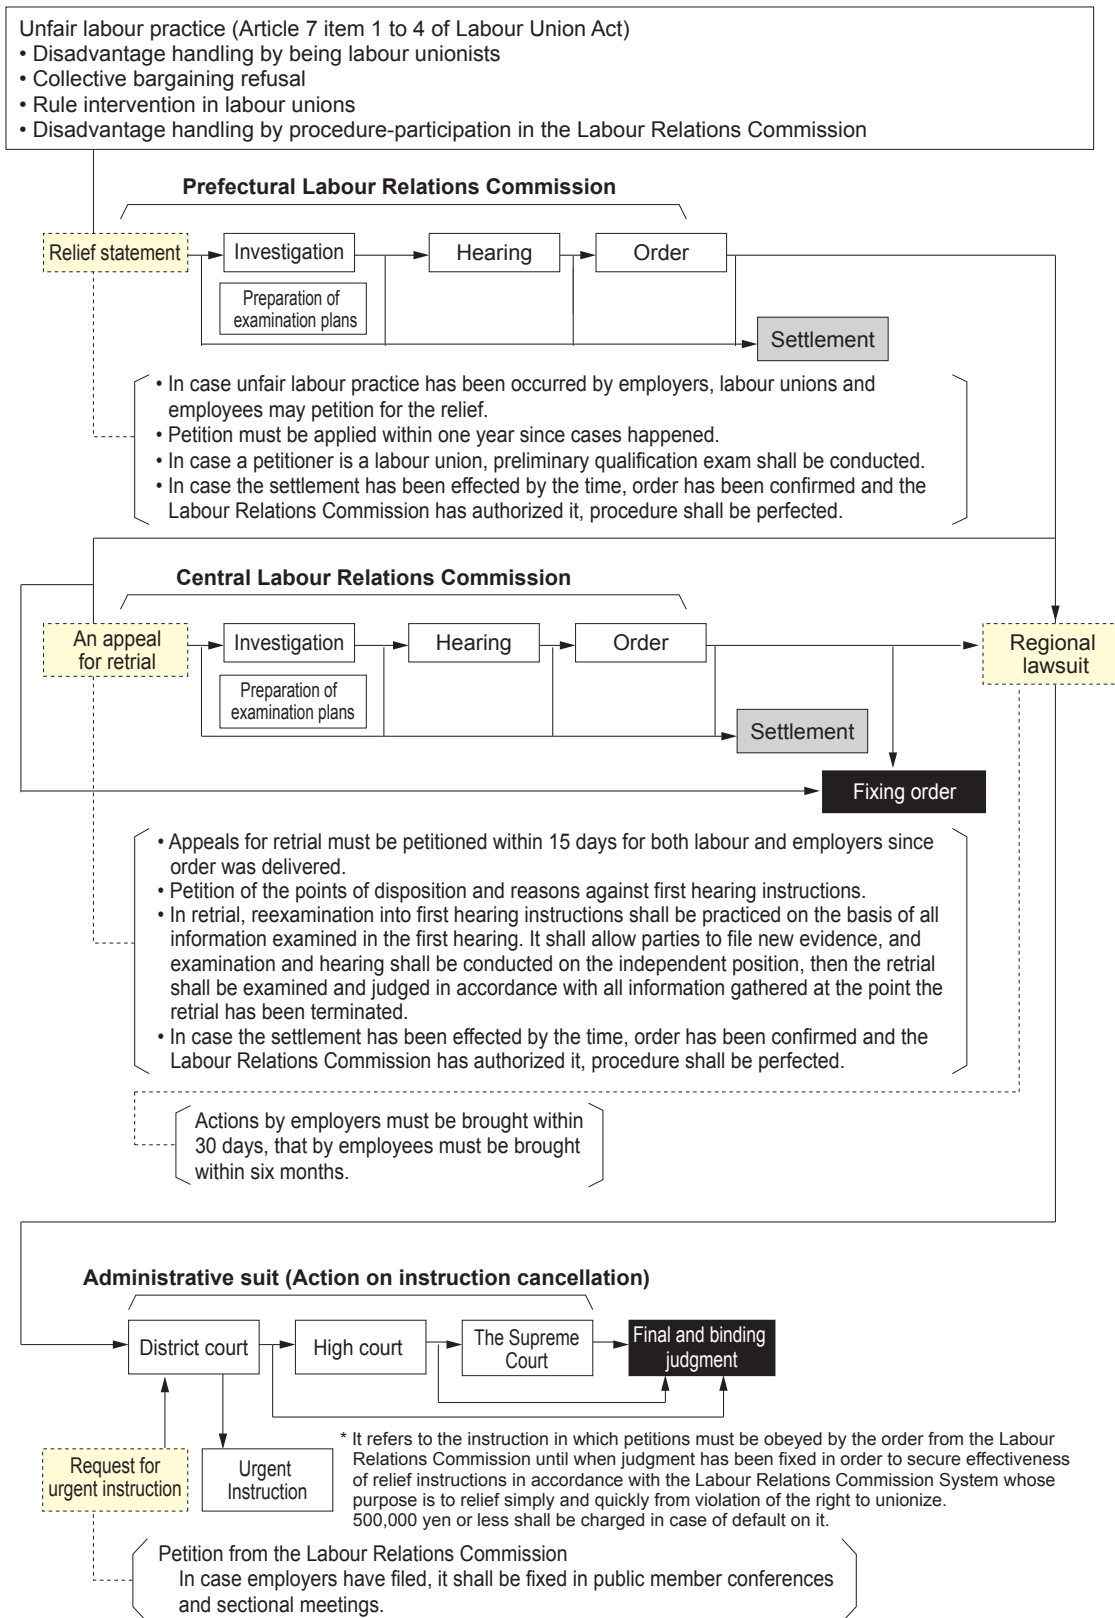 Unfair labour practice (Article 7 item 1 to 4 of Labour Union Act)
• Disadvantage handling by being labour unionists
• Collective bargaining refusal
• Rule intervention in labour unions
• Disadvantage handling by procedure-participation in the Labour Relations Commission
Prefectural Labour Relations Commission
Relief statement
Investigation
Hearing
Order
Preparation of
examination plans
Settlement
• In case unfair labour practice has been occurred by employers, labour unions and
employees may petition for the relief.
• Petition must be applied within one year since cases happened.
• In case a petitioner is a labour union, preliminary qualification exam shall be conducted.
• In case the settlement has been effected by the time, order has been confirmed and the
Labour Relations Commission has authorized it, procedure shall be perfected.
Central Labour Relations Commission
An appeal
for retrial
Investigation
Hearing
Order
Regional
lawsuit
Preparation of
examination plans
Settlement
Fixing order
• Appeals for retrial must be petitioned within 15 days for both labour and employers since
order was delivered.
• Petition of the points of disposition and reasons against first hearing instructions.
• In retrial, reexamination into first hearing instructions shall be practiced on the basis of all
information examined in the first hearing. It shall allow parties to file new evidence, and
examination and hearing shall be conducted on the independent position, then the retrial
shall be examined and judged in accordance with all information gathered at the point the
retrial has been terminated.
• In case the settlement has been effected by the time, order has been confirmed and the
Labour Relations Commission has authorized it, procedure shall be perfected.
Actions by employers must be brought within
30 days, that by employees must be brought
within six months.
Administrative suit (Action on instruction cancellation)
District court
High court
The Supreme
Court
Final and binding
judgment
Request for
urgent instruction
Urgent
Instruction
* It refers to the instruction in which petitions must be obeyed by the order from the Labour
Relations Commission until when judgment has been fixed in order to secure effectiveness
of relief instructions in accordance with the Labour Relations Commission System whose
purpose is to relief simply and quickly from violation of the right to unionize.
500,000 yen or less shall be charged in case of default on it.
Petition from the Labour Relations Commission
In case employers have filed, it shall be fixed in public member conferences
and sectional meetings.